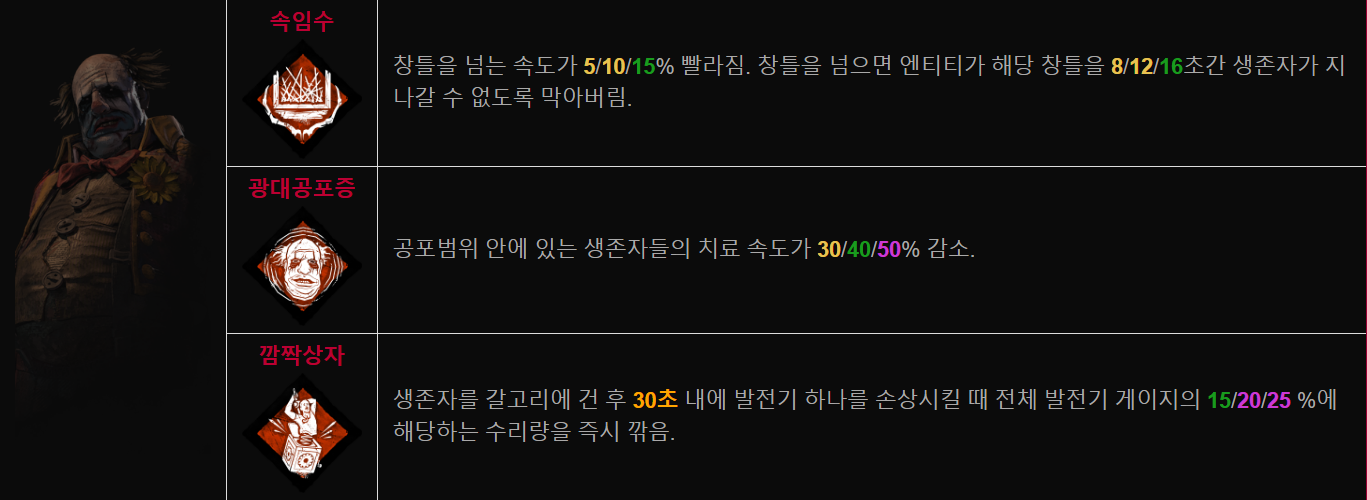 속임수
창틀을 넘는 속도가 5/10/15% 빨라짐. 창틀을 넘으면 엔티티가 해당 창틀을 8/12/16초간 생존자가 지
나갈 수 없도록 막아버림.
광대공포증
공포범위 안에 있는 생존자들의 치료 속도가 30/40/50% 감소.
깜짝상자
생존자를 갈고리에 건 후 30초 내에 발전기 하나를 손상시킬 때 전체 발전기 게이지의 15/20/25 %에
해당하는 수리량을 즉시 깎음.